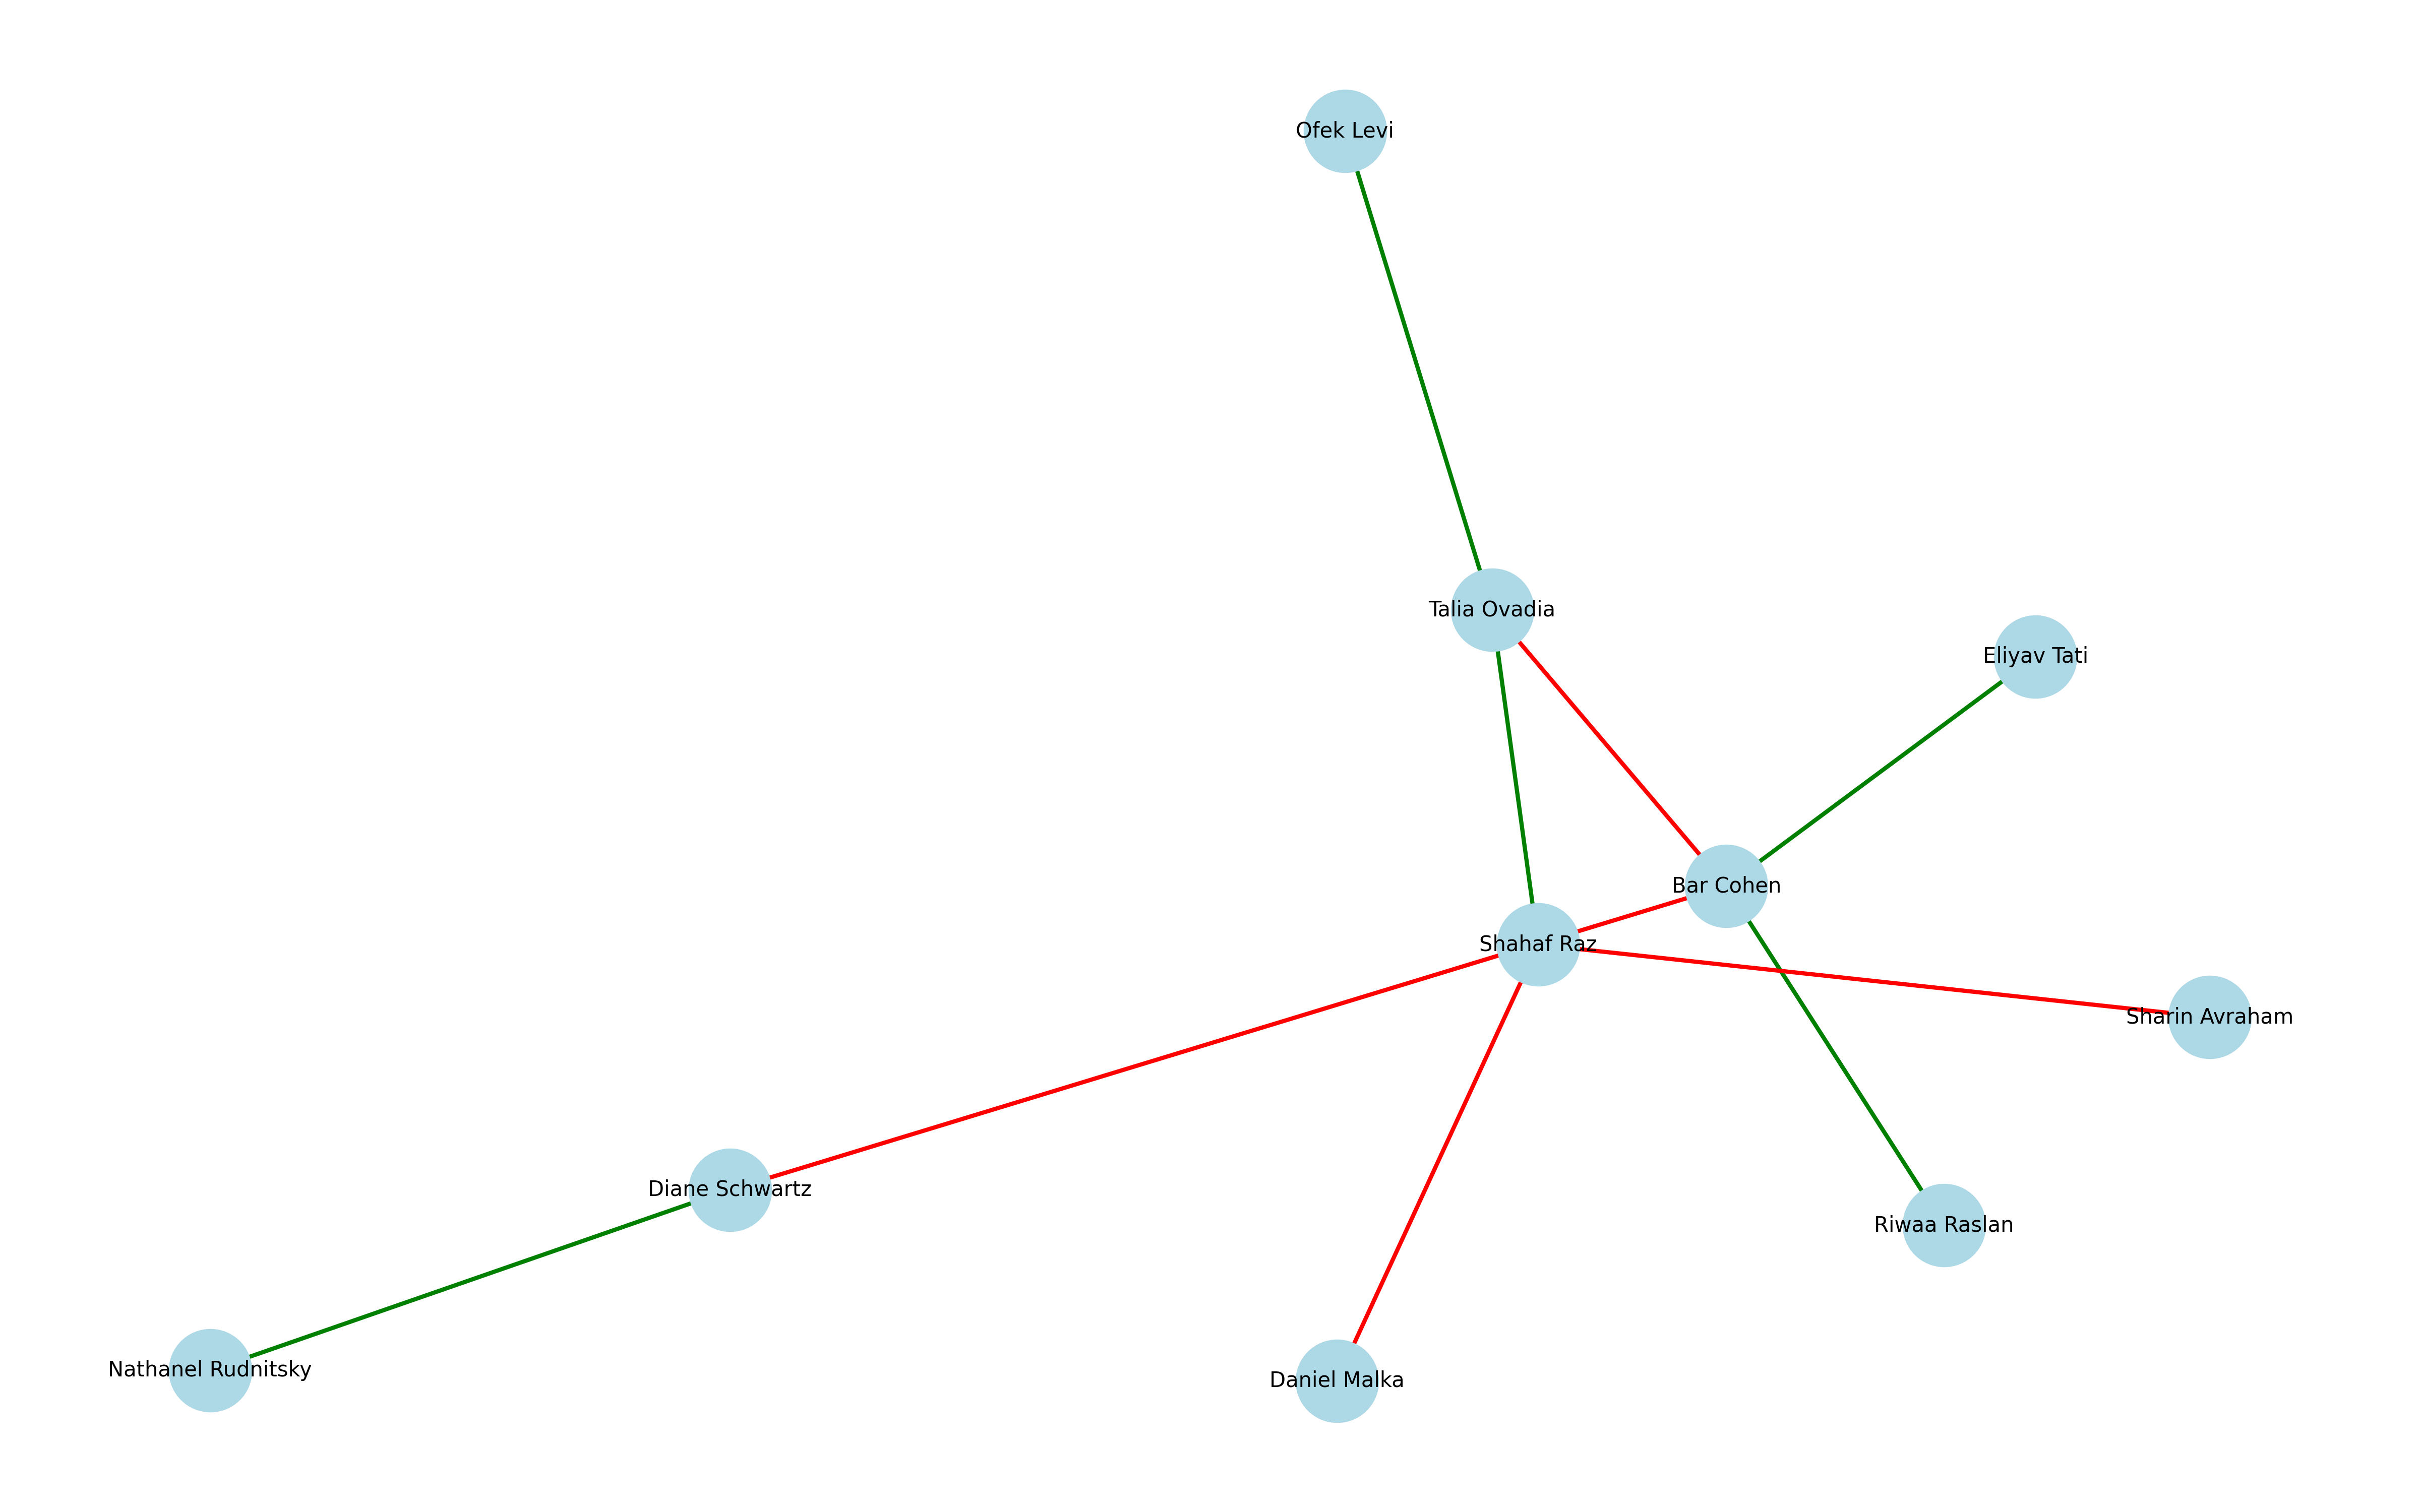 Ofek Levi
Talia Ovadia
Eliyav Tati
Bar Cohen
Shahaf Raz
Sharin Avraham
Diane Schwartz
Riwaa Raslan
Nathanel Rudnitsky
Daniel Malka